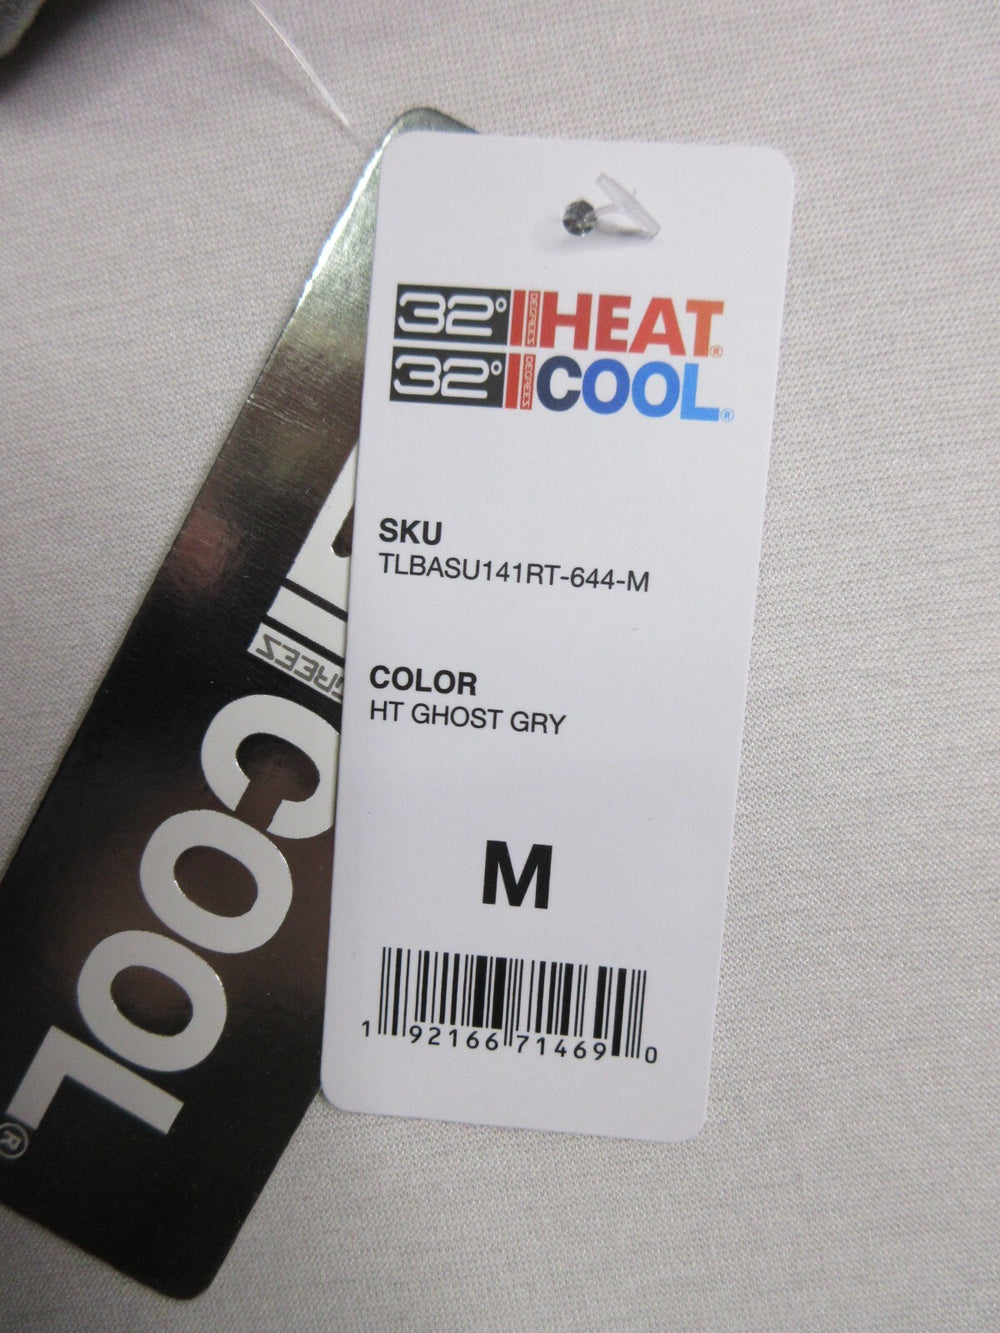 32° DEGREES HEAT®
32° DEGREES COOL®
SKU
TLBASU141RT-644-M
COLOR
HT GHOST GRY
M
1 92166 71469 0
COOL®